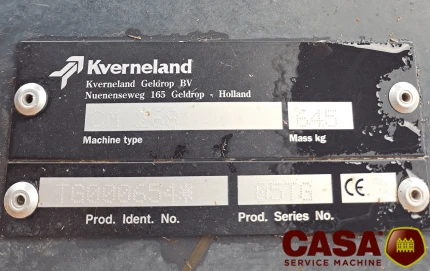 Kverneland
Kverneland Geldrop BV
Nuenenseweg 165 Geldrop - Holland
645
Machine type
Mass kg
CE
Prod. Ident. No.
Prod. Series No.
CASA
SERVICE MACHINE